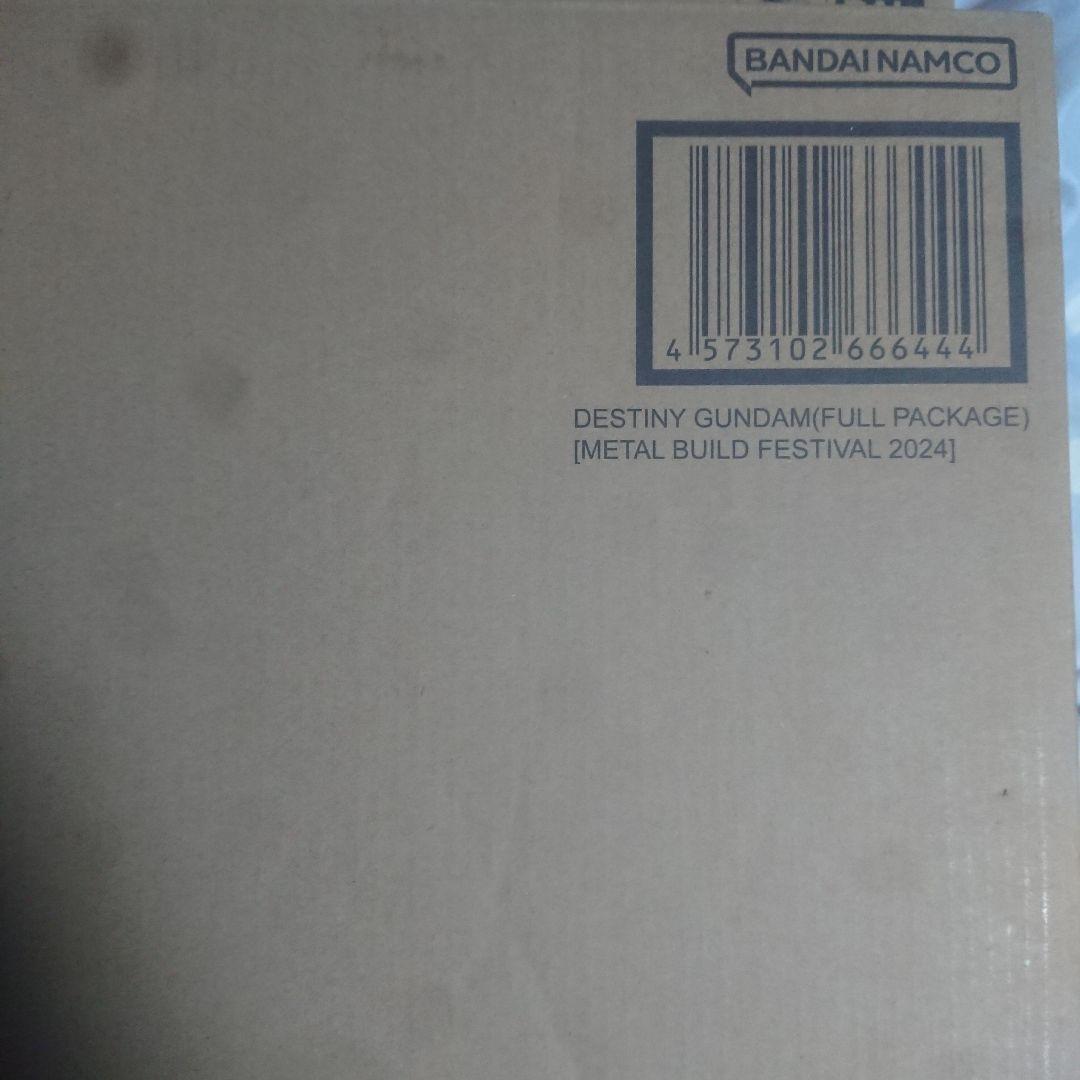 BANDAI NAMCO
4 573102 666444
DESTINY GUNDAM(FULL PACKAGE)
[METAL BUILD FESTIVAL 2024]